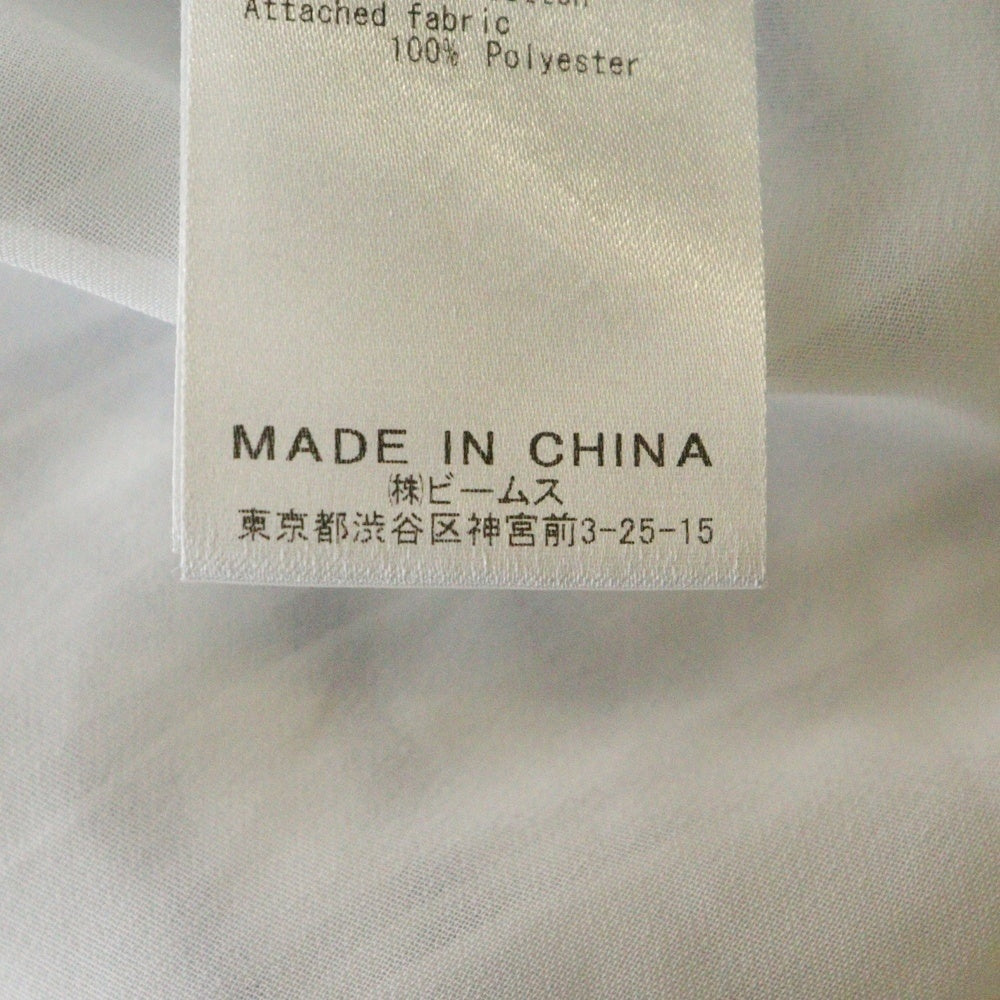 Attached fabric
100% Polyester
MADE IN CHINA
㈱ビームス
東京都渋谷区神宮前3-25-15